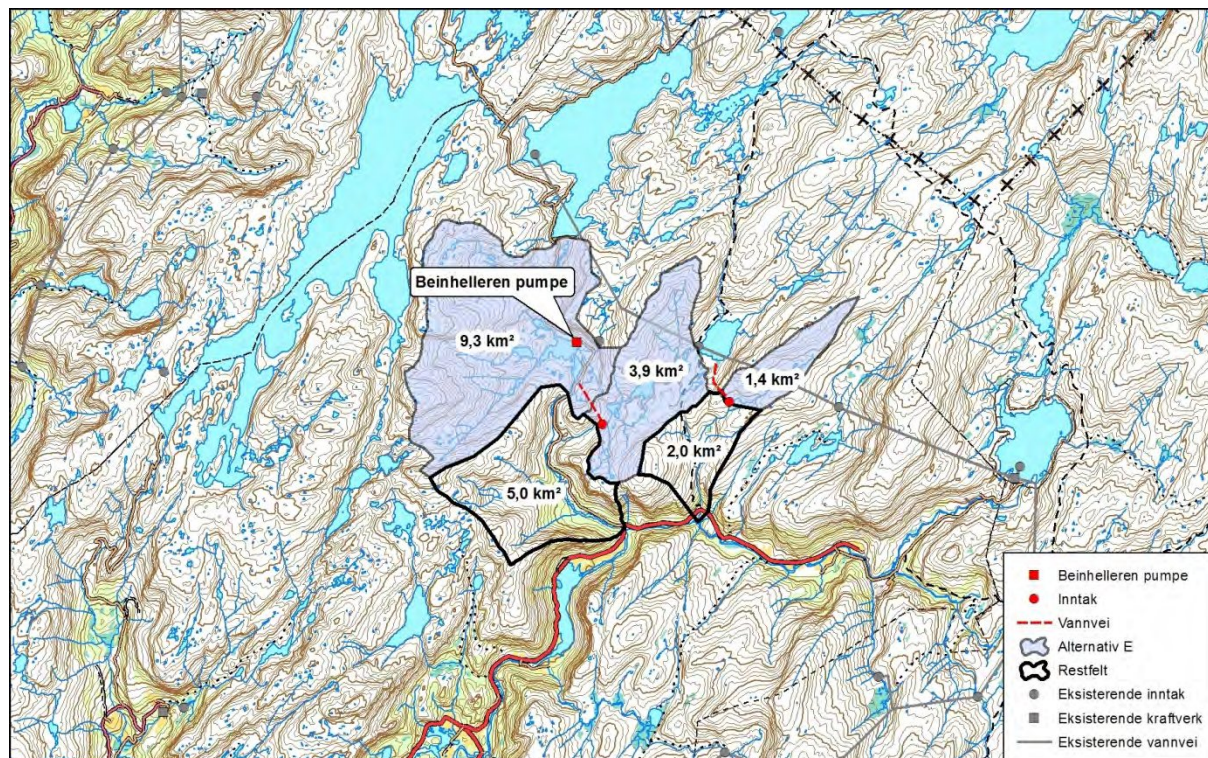 Beinhelleren pumpe
9,3 km²
3,9 km²
1,4 km²
2,0 km²
5,0 km²
Beinhelleren pumpe
Inntak
Vannvei
Alternativ E
Restfelt
Eksisterende inntak
Eksisterende kraftverk
Eksisterende vannvei